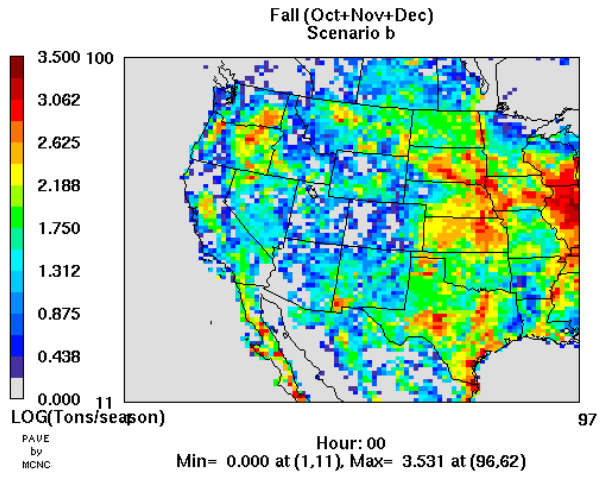 Fall (Oct+Nov+Dec)
Scenario b
3.500
3.062
2.625
2.188
1.750
1.312
0.875
0.438
0.000
100
11
97
LOG(Tons/season)
PAVE
by
MCNC
Hour: 00
Min= 0.000 at (1,11), Max= 3.531 at (96,62)